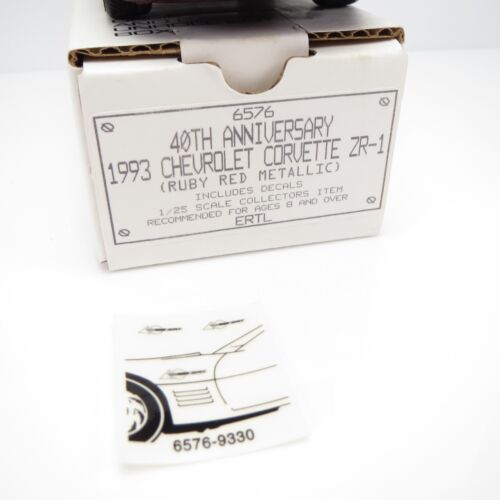 6576
40TH ANNIVERSARY
1993 CHEVROLET CORVETTE ZR-1
(RUBY RED METALLIC)
INCLUDES DECALS
1/25 SCALE COLLECTORS ITEM
RECOMMENDED FOR AGES 8 AND OVER
ERTL
6576-9330